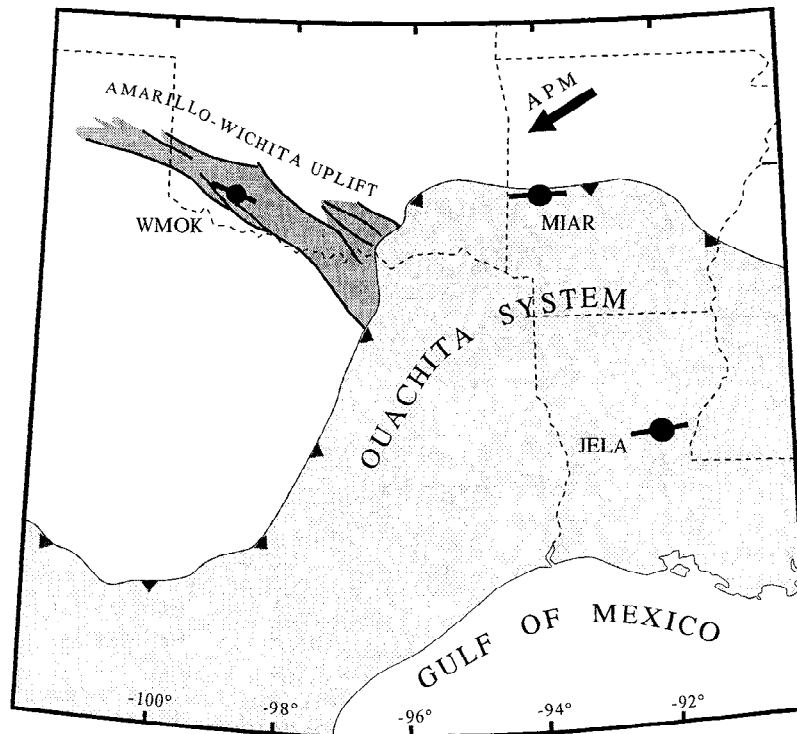 APM
AMARILLO-WICHITA UPLIFT
WMOK
MIAR
OUACHITA SYSTEM
JELA
GULF OF MEXICO
-100°
-98°
-96°
-94°
-92°